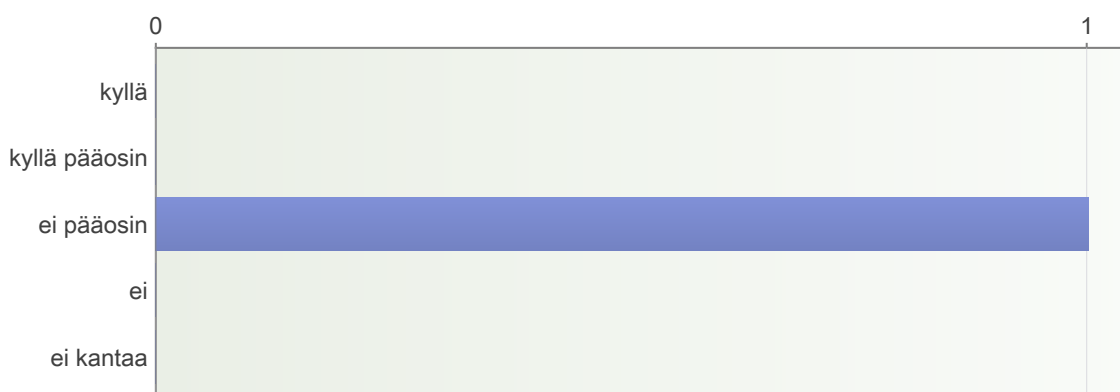 0 1
kyllä
kyllä pääosin
ei pääosin
ei
ei kantaa